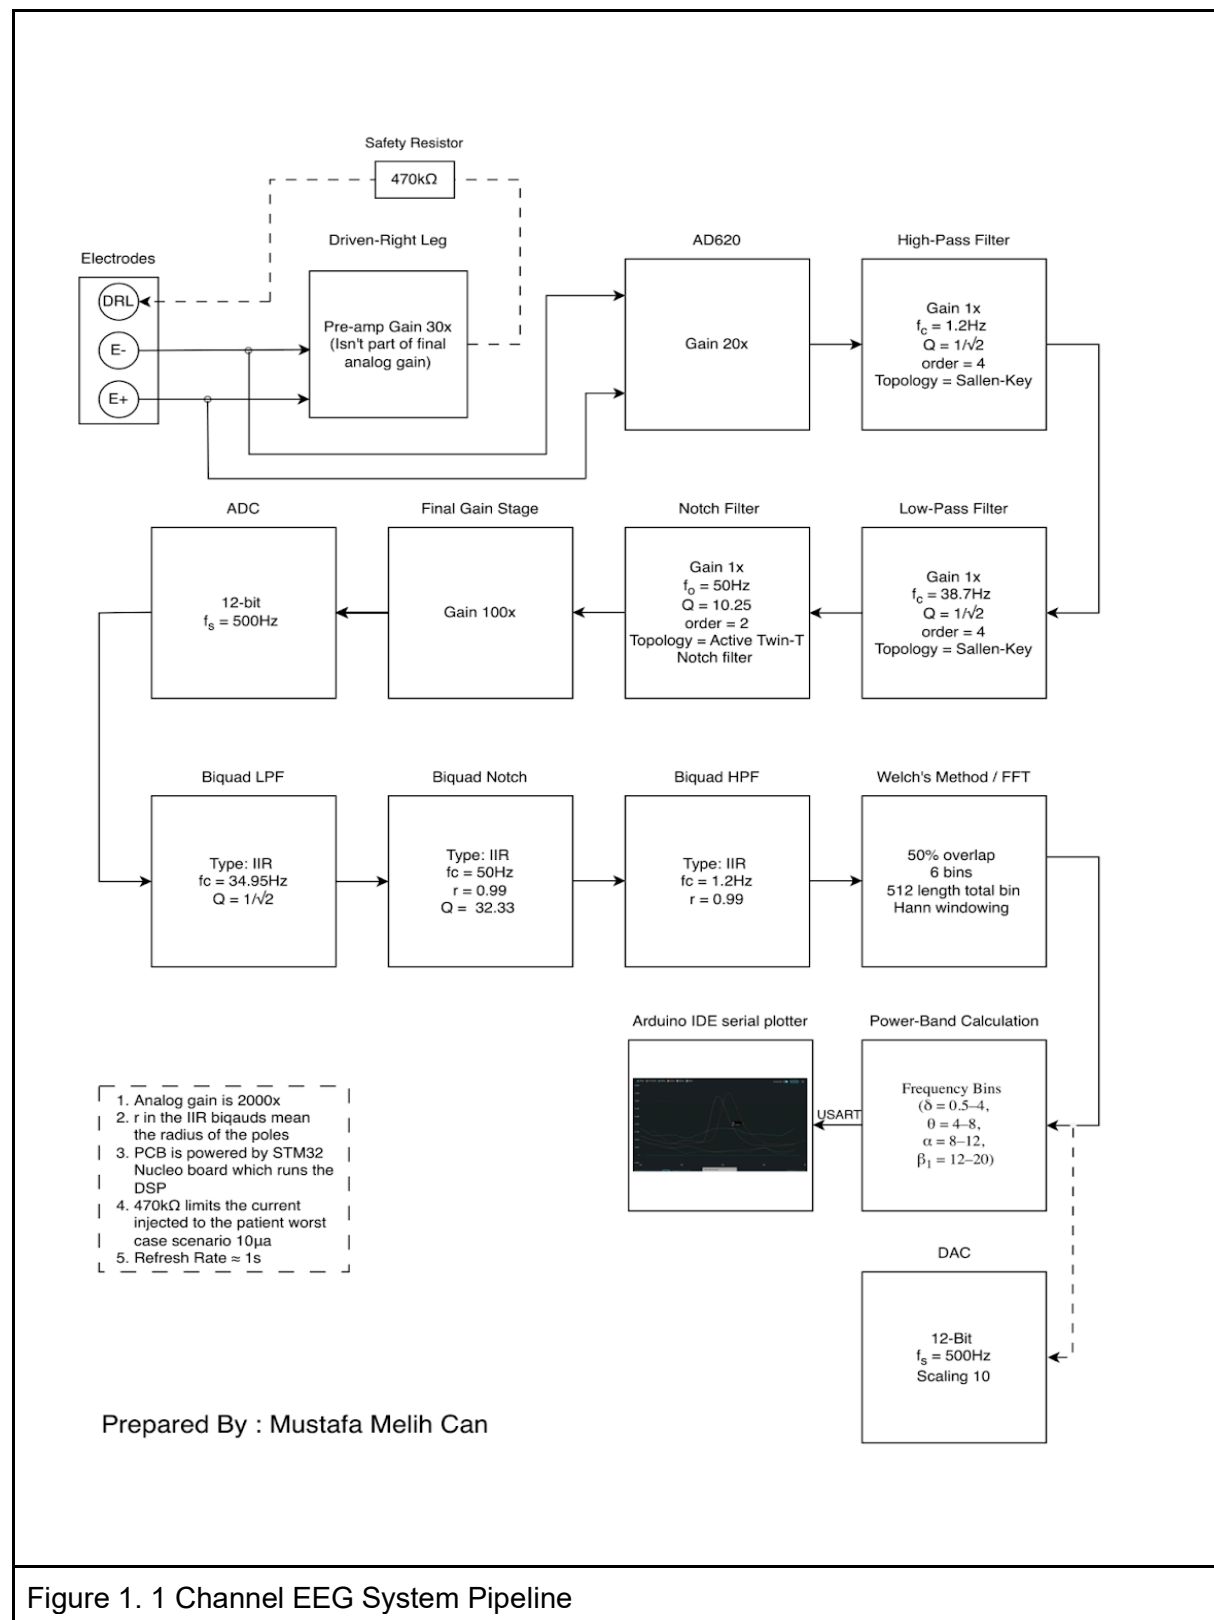 Safety Resistor
470kΩ
Driven-Right Leg
Pre-amp Gain 30x
(Isn't part of final
analog gain)
Electrodes
DRL
E-
E+
AD620
Gain 20x
High-Pass Filter
Gain 1x
fc = 1.2Hz
Q = 1/√2
order = 4
Topology = Sallen-Key
ADC
12-bit
fs = 500Hz
Final Gain Stage
Gain 100x
Notch Filter
Gain 1x
fo = 50Hz
Q = 10.25
order = 2
Topology = Active Twin-T
Notch filter
Low-Pass Filter
Gain 1x
fc = 38.7Hz
Q = 1/√2
order = 4
Topology = Sallen-Key
Biquad LPF
Type: IIR
fc = 34.95Hz
Q = 1/√2
Biquad Notch
Type: IIR
fc = 50Hz
r = 0.99
Q = 32.33
Biquad HPF
Type: IIR
fc = 1.2Hz
r = 0.99
Welch's Method / FFT
50% overlap
6 bins
512 length total bin
Hann windowing
Arduino IDE serial plotter
USART
Power-Band Calculation
Frequency Bins
(δ = 0.5–4,
θ = 4–8,
α = 8–12,
β1 = 12–20)
DAC
12-Bit
fs = 500Hz
Scaling 10
1. Analog gain is 2000x
2. r in the IIR biqauds mean
the radius of the poles
3. PCB is powered by STM32
Nucleo board which runs the
DSP
4. 470kΩ limits the current
injected to the patient worst
case scenario 10µa
5. Refresh Rate ≈ 1s
Prepared By : Mustafa Melih Can
Figure 1. 1 Channel EEG System Pipeline